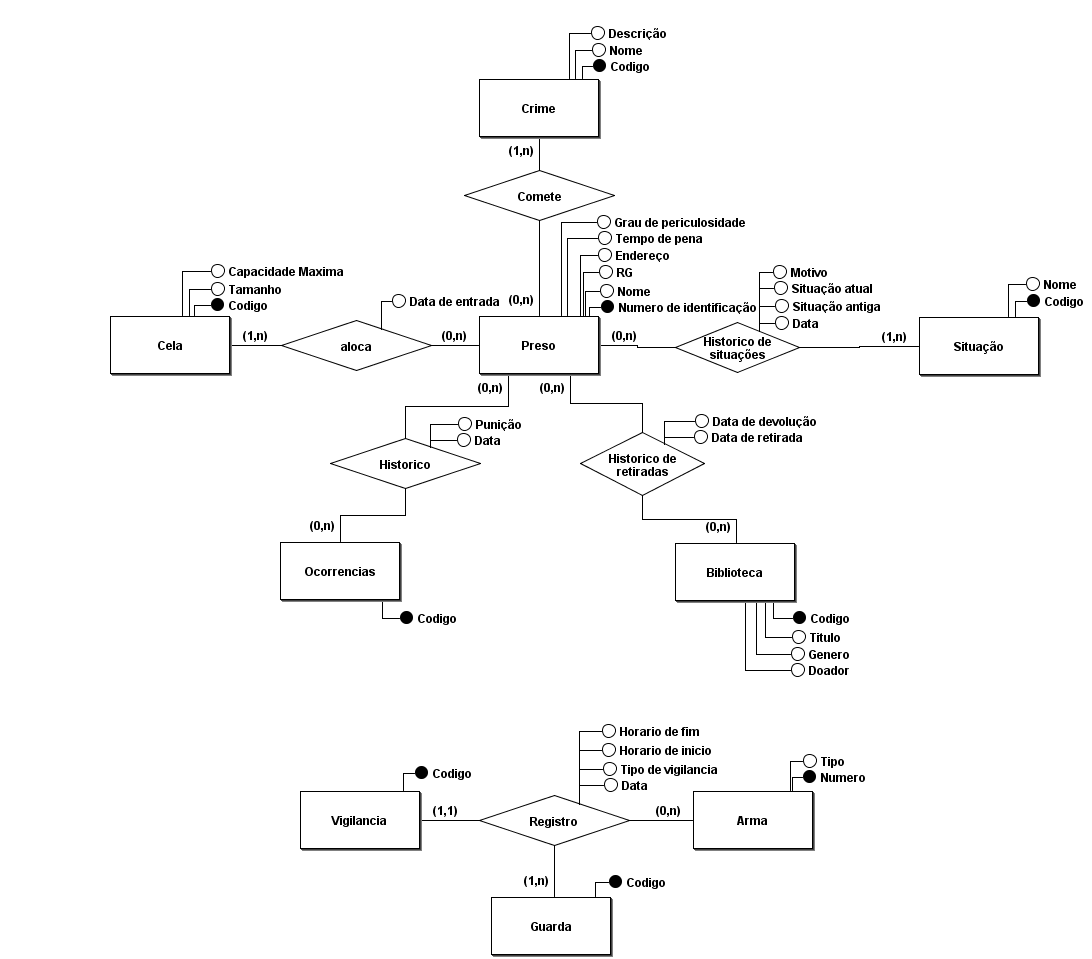 Descrição
Nome
Codigo
Crime
(1,n)
Comete
Grau de periculosidade
Tempo de pena
Endereço
RG
Nome
Numero de identificação
(0,n)
Capacidade Maxima
Tamanho
Codigo
Cela
(1,n)
Data de entrada
aloca
(0,n)
Preso
(0,n)
Motivo
Situação atual
Situação antiga
Data
Historico de
situações
(1,n)
Nome
Codigo
Situação
(0,n)
(0,n)
Punição
Data
Historico
(0,n)
Ocorrencias
Codigo
Data de devolução
Data de retirada
Historico de
retiradas
(0,n)
Biblioteca
Codigo
Titulo
Genero
Doador
Horario de fim
Horario de inicio
Tipo de vigilancia
Data
Codigo
Vigilancia
(1,1)
Registro
(0,n)
Tipo
Numero
Arma
(1,n)
Codigo
Guarda